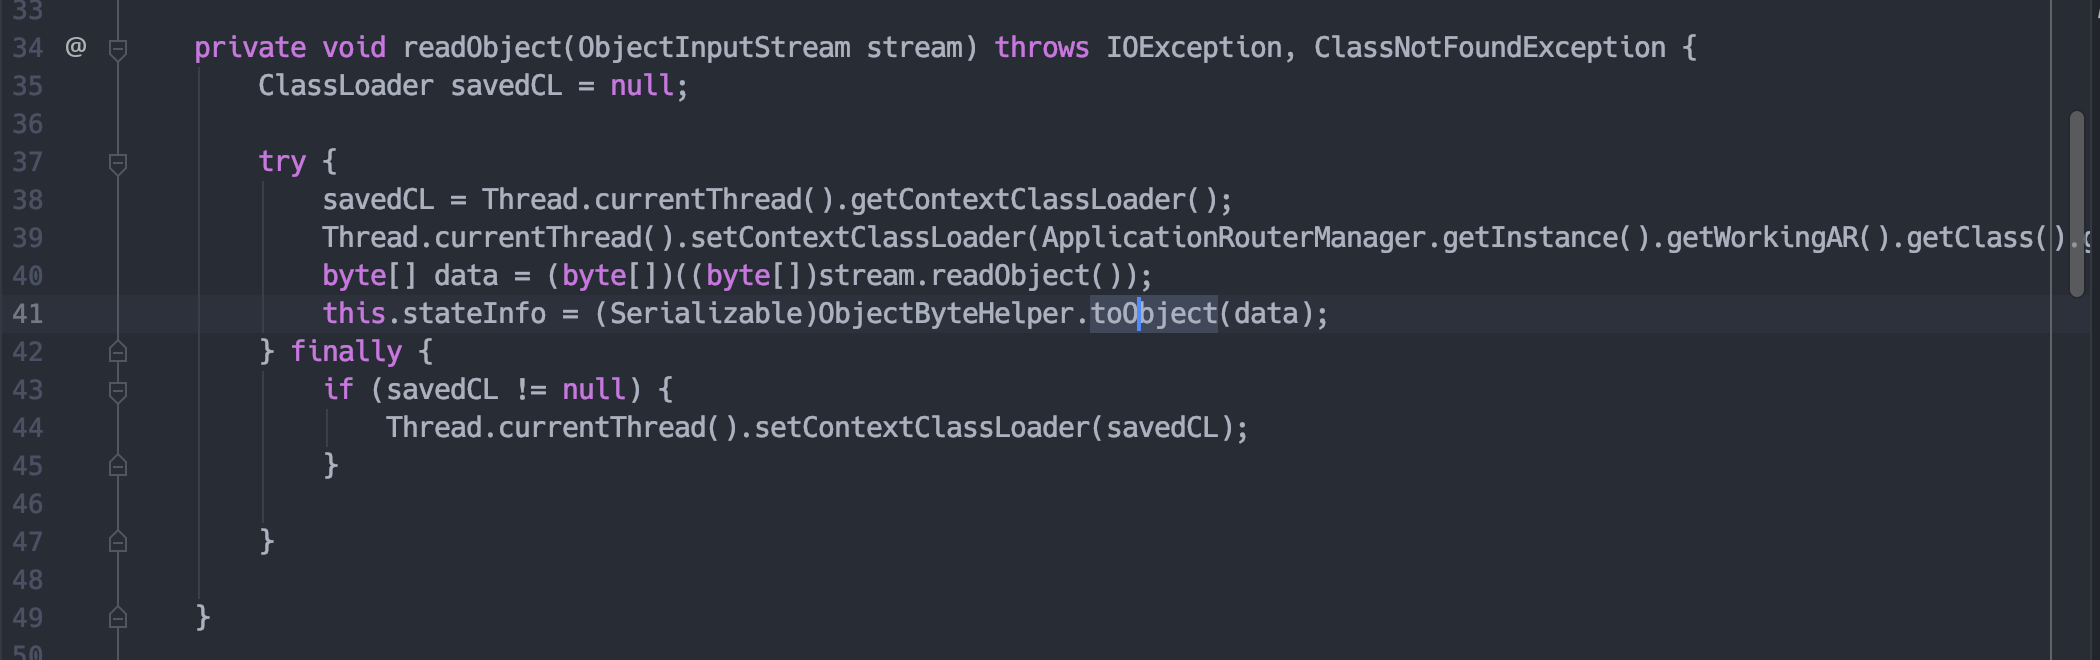 33
34 @ private void readObject(ObjectInputStream stream) throws IOException, ClassNotFoundException {
35 ClassLoader savedCL = null;
36
37 try {
38 savedCL = Thread.currentThread().getContextClassLoader();
39 Thread.currentThread().setContextClassLoader(ApplicationRouterManager.getInstance().getWorkingAR().getClass().g
40 byte[] data = (byte[])((byte[])stream.readObject());
41 this.stateInfo = (Serializable)ObjectByteHelper.toObject(data);
42 } finally {
43 if (savedCL != null) {
44 Thread.currentThread().setContextClassLoader(savedCL);
45 }
46
47 }
48
49 }
50